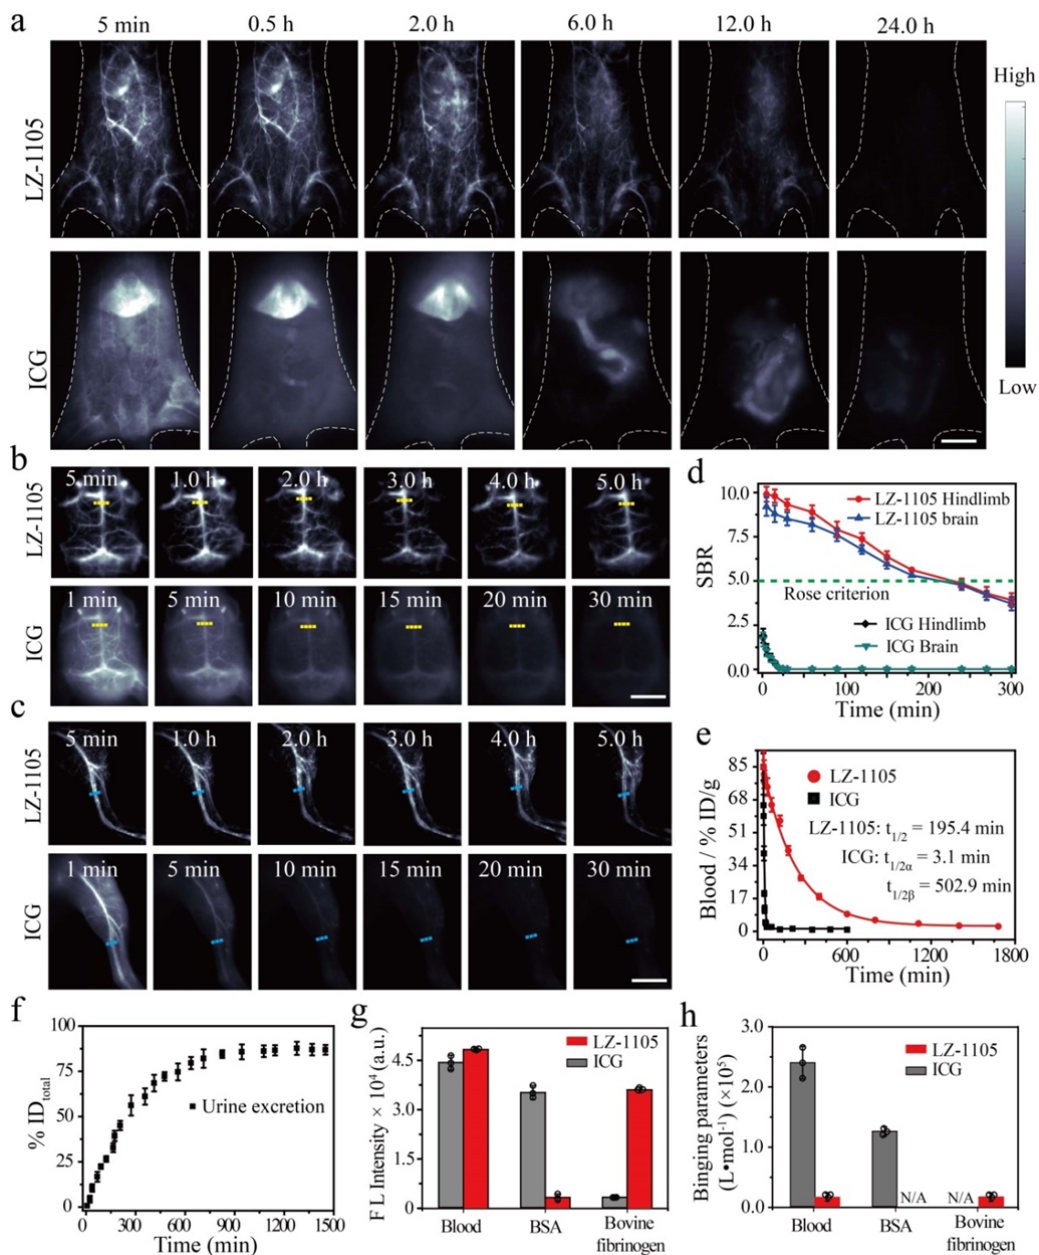 a
5 min 0.5 h 2.0 h 6.0 h 12.0 h 24.0 h
LZ-1105
High
Low
ICG
b
5 min 1.0 h 2.0 h 3.0 h 4.0 h 5.0 h
LZ-1105
1 min 5 min 10 min 15 min 20 min 30 min
ICG
c
5 min 1.0 h 2.0 h 3.0 h 4.0 h 5.0 h
LZ-1105
1 min 5 min 10 min 15 min 20 min 30 min
ICG
d
10.0
7.5
5.0
2.5
0.0
SBR
LZ-1105 Hindlimb
LZ-1105 brain
Rose criterion
ICG Hindlimb
ICG Brain
0 100 200 300
Time (min)
e
85
68
51
34
17
0
Blood / % ID/g
LZ-1105
ICG
LZ-1105: t1/2 = 195.4 min
ICG: t1/2α = 3.1 min
t1/2β = 502.9 min
0 600 1200 1800
Time (min)
f
100
75
50
25
0
% IDtotal
Urine excretion
0 300 600 900 1200 1500
Time (min)
g
4.5
3.0
1.5
0
F L Intensity × 10⁴ (a.u.)
LZ-1105
ICG
Blood BSA Bovine
fibrinogen
h
3.0
2.0
1.0
0
Binging parameters
(L•mol⁻¹) (×10⁵)
LZ-1105
ICG
N/A N/A
Blood BSA Bovine
fibrinogen